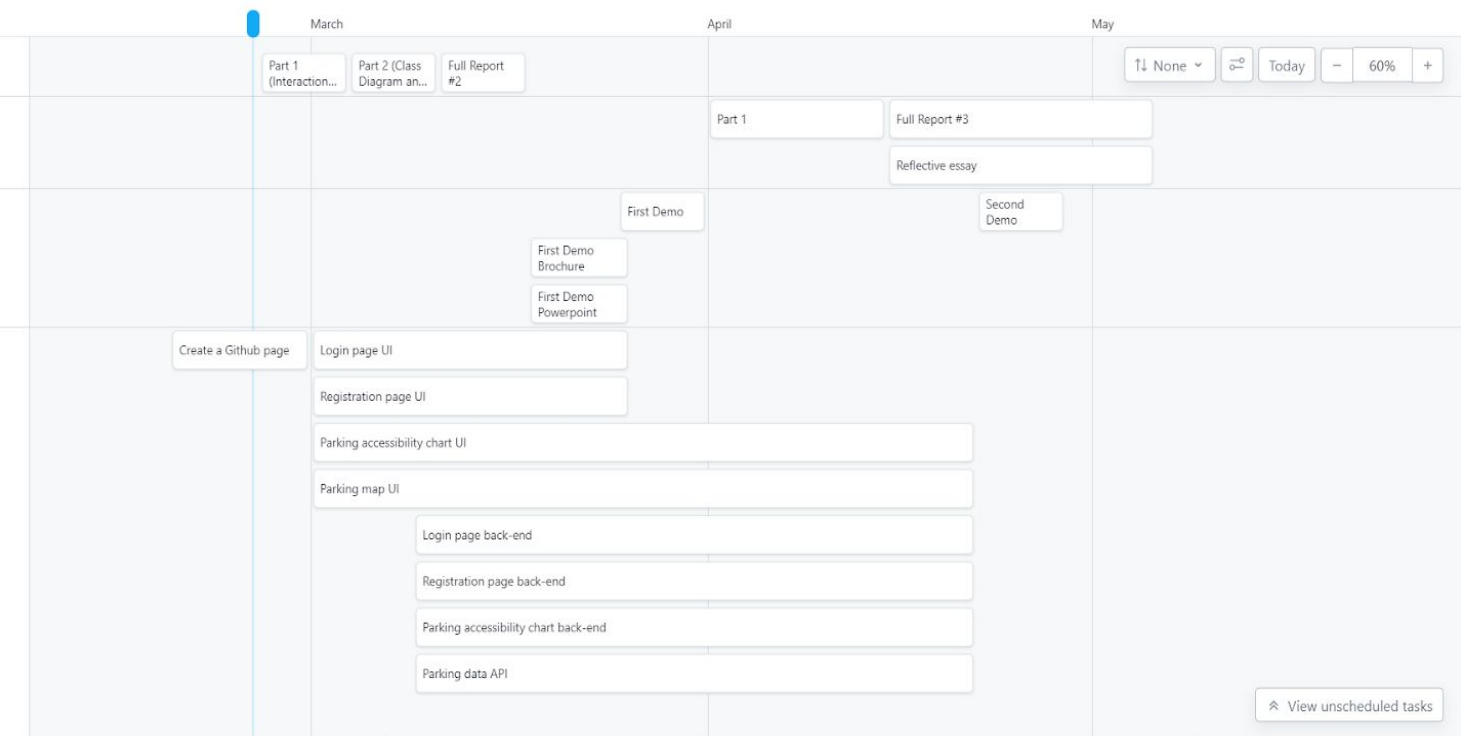 March
April
May
Part 1
(Interaction...
Part 2 (Class
Diagram an...
Full Report
#2
None
Today
−
60%
+
Part 1
Full Report #3
Reflective essay
First Demo
Second
Demo
First Demo
Brochure
First Demo
Powerpoint
Create a Github page
Login page UI
Registration page UI
Parking accessibility chart UI
Parking map UI
Login page back-end
Registration page back-end
Parking accessibility chart back-end
Parking data API
View unscheduled tasks